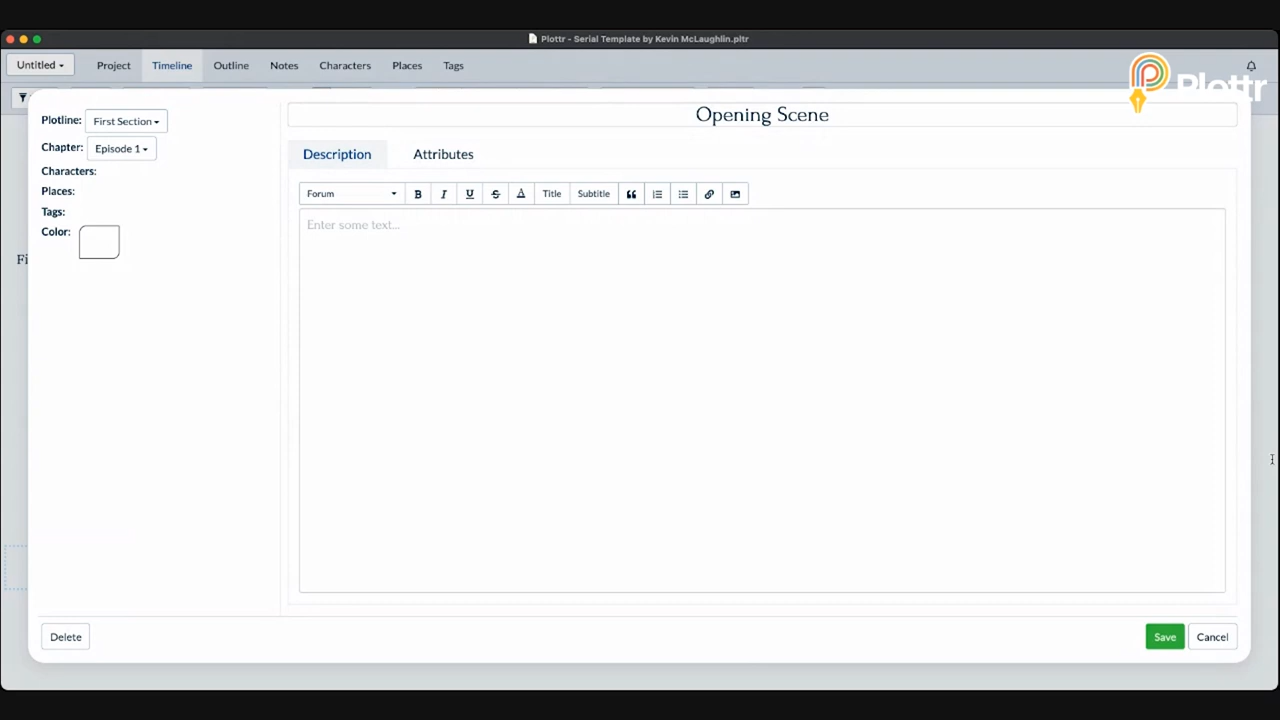 Plottr - Serial Template by Kevin McLaughlin.pltr
Untitled
Project
Timeline
Outline
Notes
Characters
Places
Tags
Plottr
Plotline:
First Section
Chapter:
Episode 1
Characters:
Places:
Tags:
Color:
Opening Scene
Description
Attributes
Forum
B
I
U
S
A
Title
Subtitle
Enter some text...
Fi
Delete
Save
Cancel